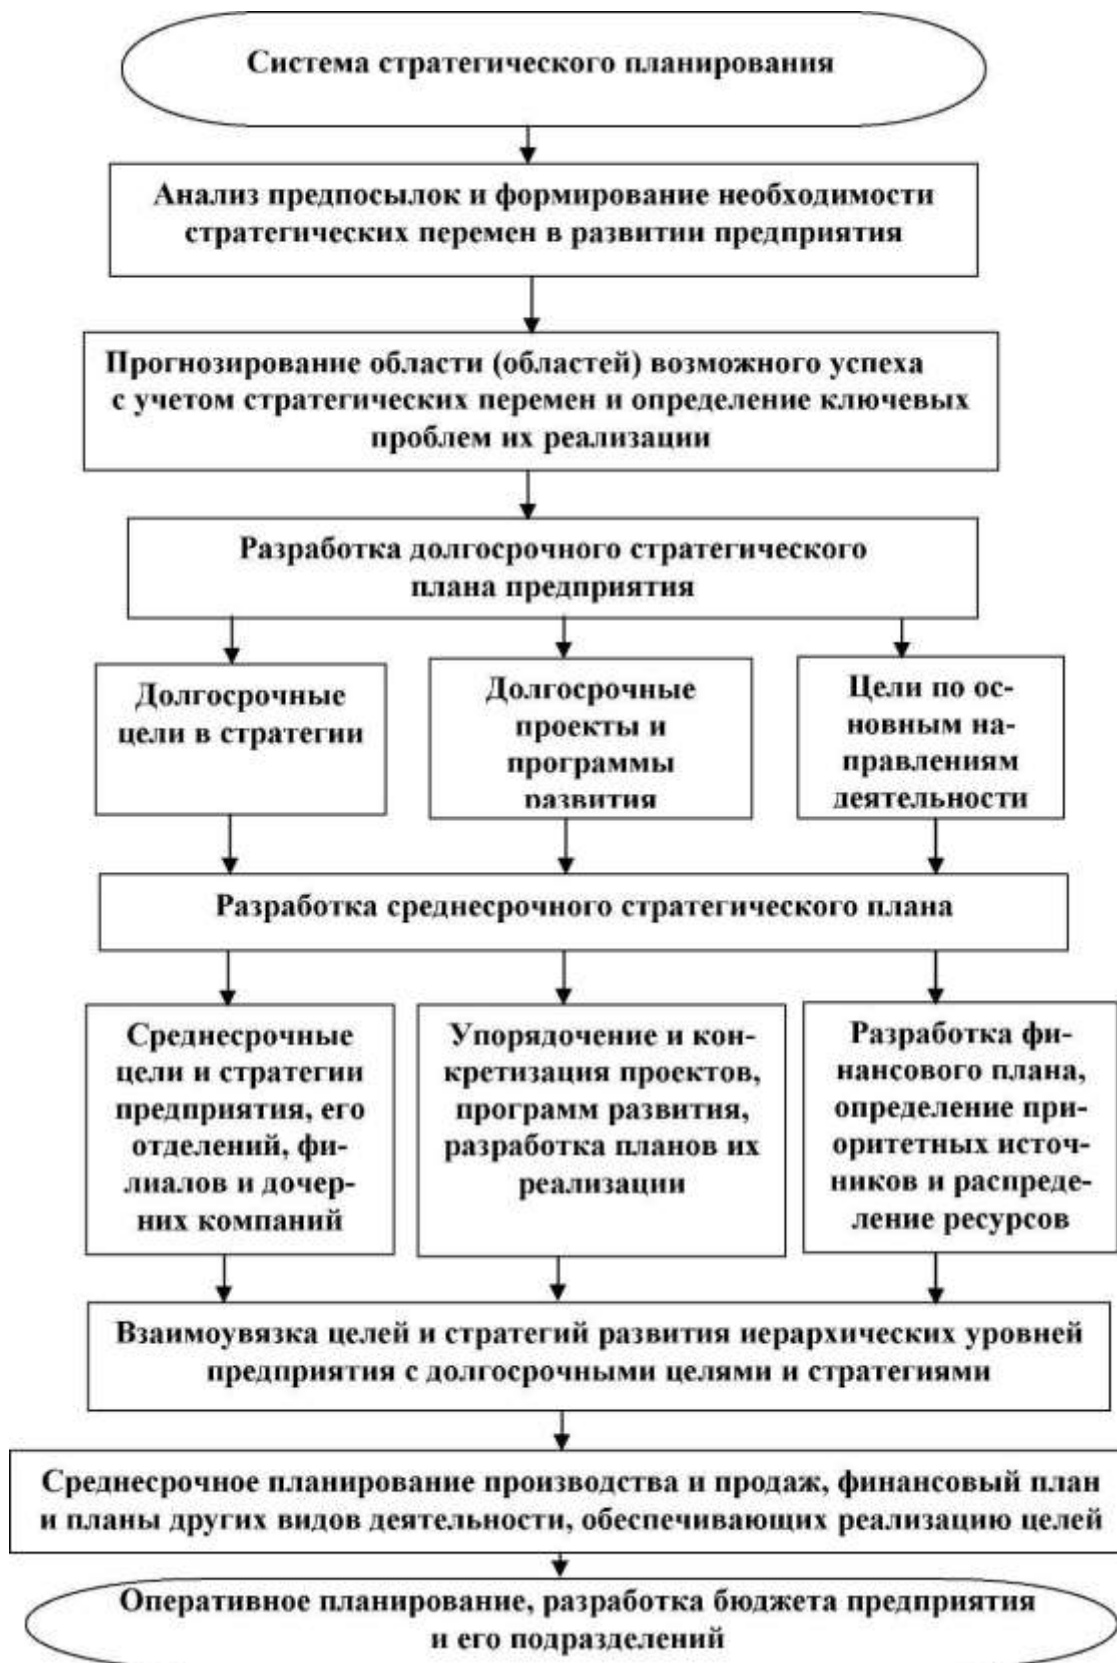 Система стратегического планирования
Анализ предпосылок и формирование необходимости
стратегических перемен в развитии предприятия
Прогнозирование области (областей) возможного успеха
с учетом стратегических перемен и определение ключевых
проблем их реализации
Разработка долгосрочного стратегического
плана предприятия
Долгосрочные
цели в стратегии
Долгосрочные
проекты и
программы
развития
Цели по ос-
новным на-
правлениям
деятельности
Разработка среднесрочного стратегического плана
Среднесрочные
цели и стратегии
предприятия, его
отделений, фи-
лиалов и дочер-
них компаний
Упорядочение и кон-
кретизация проектов,
программ развития,
разработка планов их
реализации
Разработка фи-
нансового плана,
определение при-
оритетных источ-
ников и распреде-
ление ресурсов
Взаимоувязка целей и стратегий развития иерархических уровней
предприятия с долгосрочными целями и стратегиями
Среднесрочное планирование производства и продаж, финансовый план
и планы других видов деятельности, обеспечивающих реализацию целей
Оперативное планирование, разработка бюджета предприятия
и его подразделений